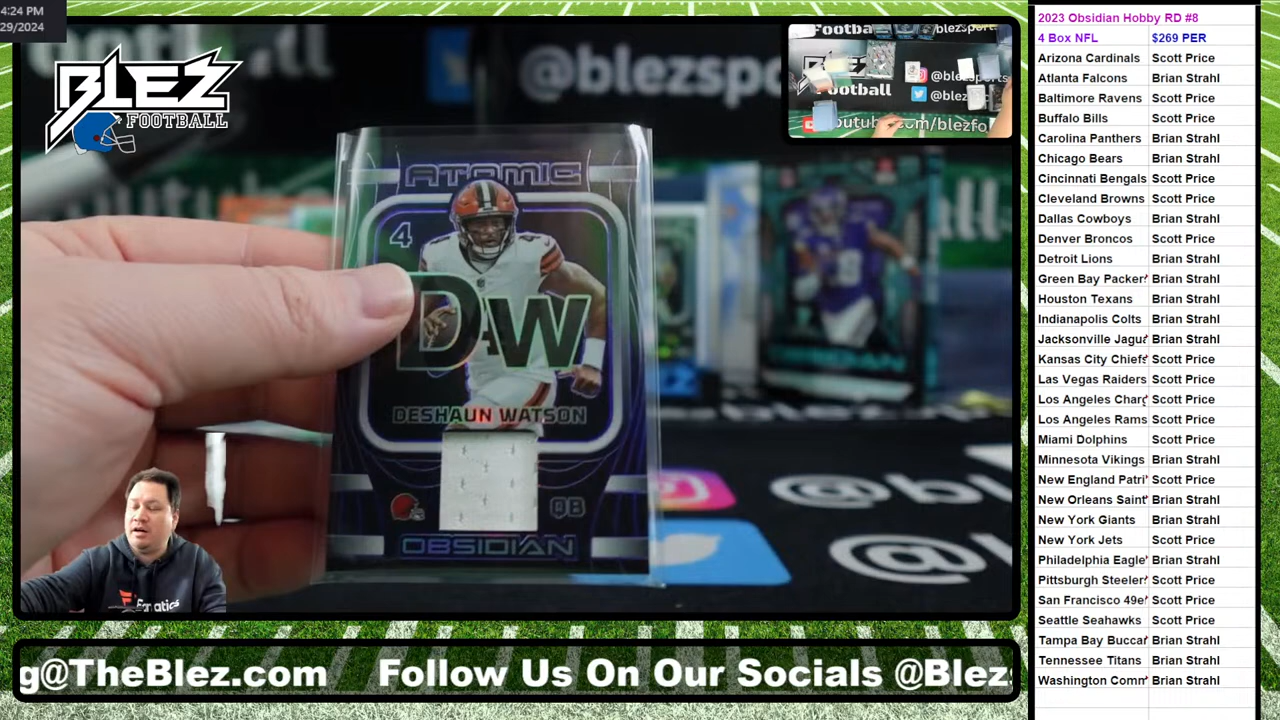 4:24 PM
29/2024
BLEZ
FOOTBALL
@blezspo
Football
/blezsports
@blezsports
Football
@blez
outube.com/blezfo
ATOMIC
4
DAW
DESHAUN WATSON
QB
OBSIDIAN
@bl
@
Fanatics
g@TheBlez.com Follow Us On Our Socials @Blezs
2023 Obsidian Hobby RD #8
4 Box NFL $269 PER
Arizona Cardinals Scott Price
Atlanta Falcons Brian Strahl
Baltimore Ravens Scott Price
Buffalo Bills Scott Price
Carolina Panthers Brian Strahl
Chicago Bears Brian Strahl
Cincinnati Bengals Scott Price
Cleveland Browns Scott Price
Dallas Cowboys Brian Strahl
Denver Broncos Scott Price
Detroit Lions Brian Strahl
Green Bay Packer Brian Strahl
Houston Texans Brian Strahl
Indianapolis Colts Brian Strahl
Jacksonville Jagu Brian Strahl
Kansas City Chiefs Scott Price
Las Vegas Raiders Scott Price
Los Angeles Charg Scott Price
Los Angeles Rams Scott Price
Miami Dolphins Scott Price
Minnesota Vikings Brian Strahl
New England Patri Scott Price
New Orleans Saint Brian Strahl
New York Giants Brian Strahl
New York Jets Scott Price
Philadelphia Eagle Brian Strahl
Pittsburgh Steeler Scott Price
San Francisco 49e Scott Price
Seattle Seahawks Scott Price
Tampa Bay Buccar Brian Strahl
Tennessee Titans Brian Strahl
Washington Comm Brian Strahl